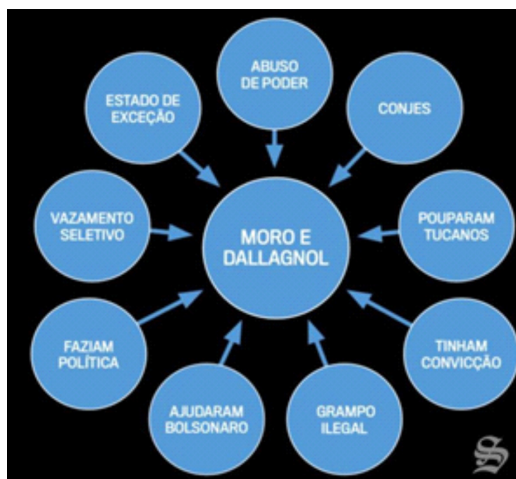 ABUSO
DE PODER
ESTADO DE
EXCEÇÃO
CONJES
VAZAMENTO
SELETIVO
MORO E
DALLAGNOL
POUPARAM
TUCANOS
FAZIAM
POLÍTICA
TINHAM
CONVICÇÃO
AJUDARAM
BOLSONARO
GRAMPO
ILEGAL
S